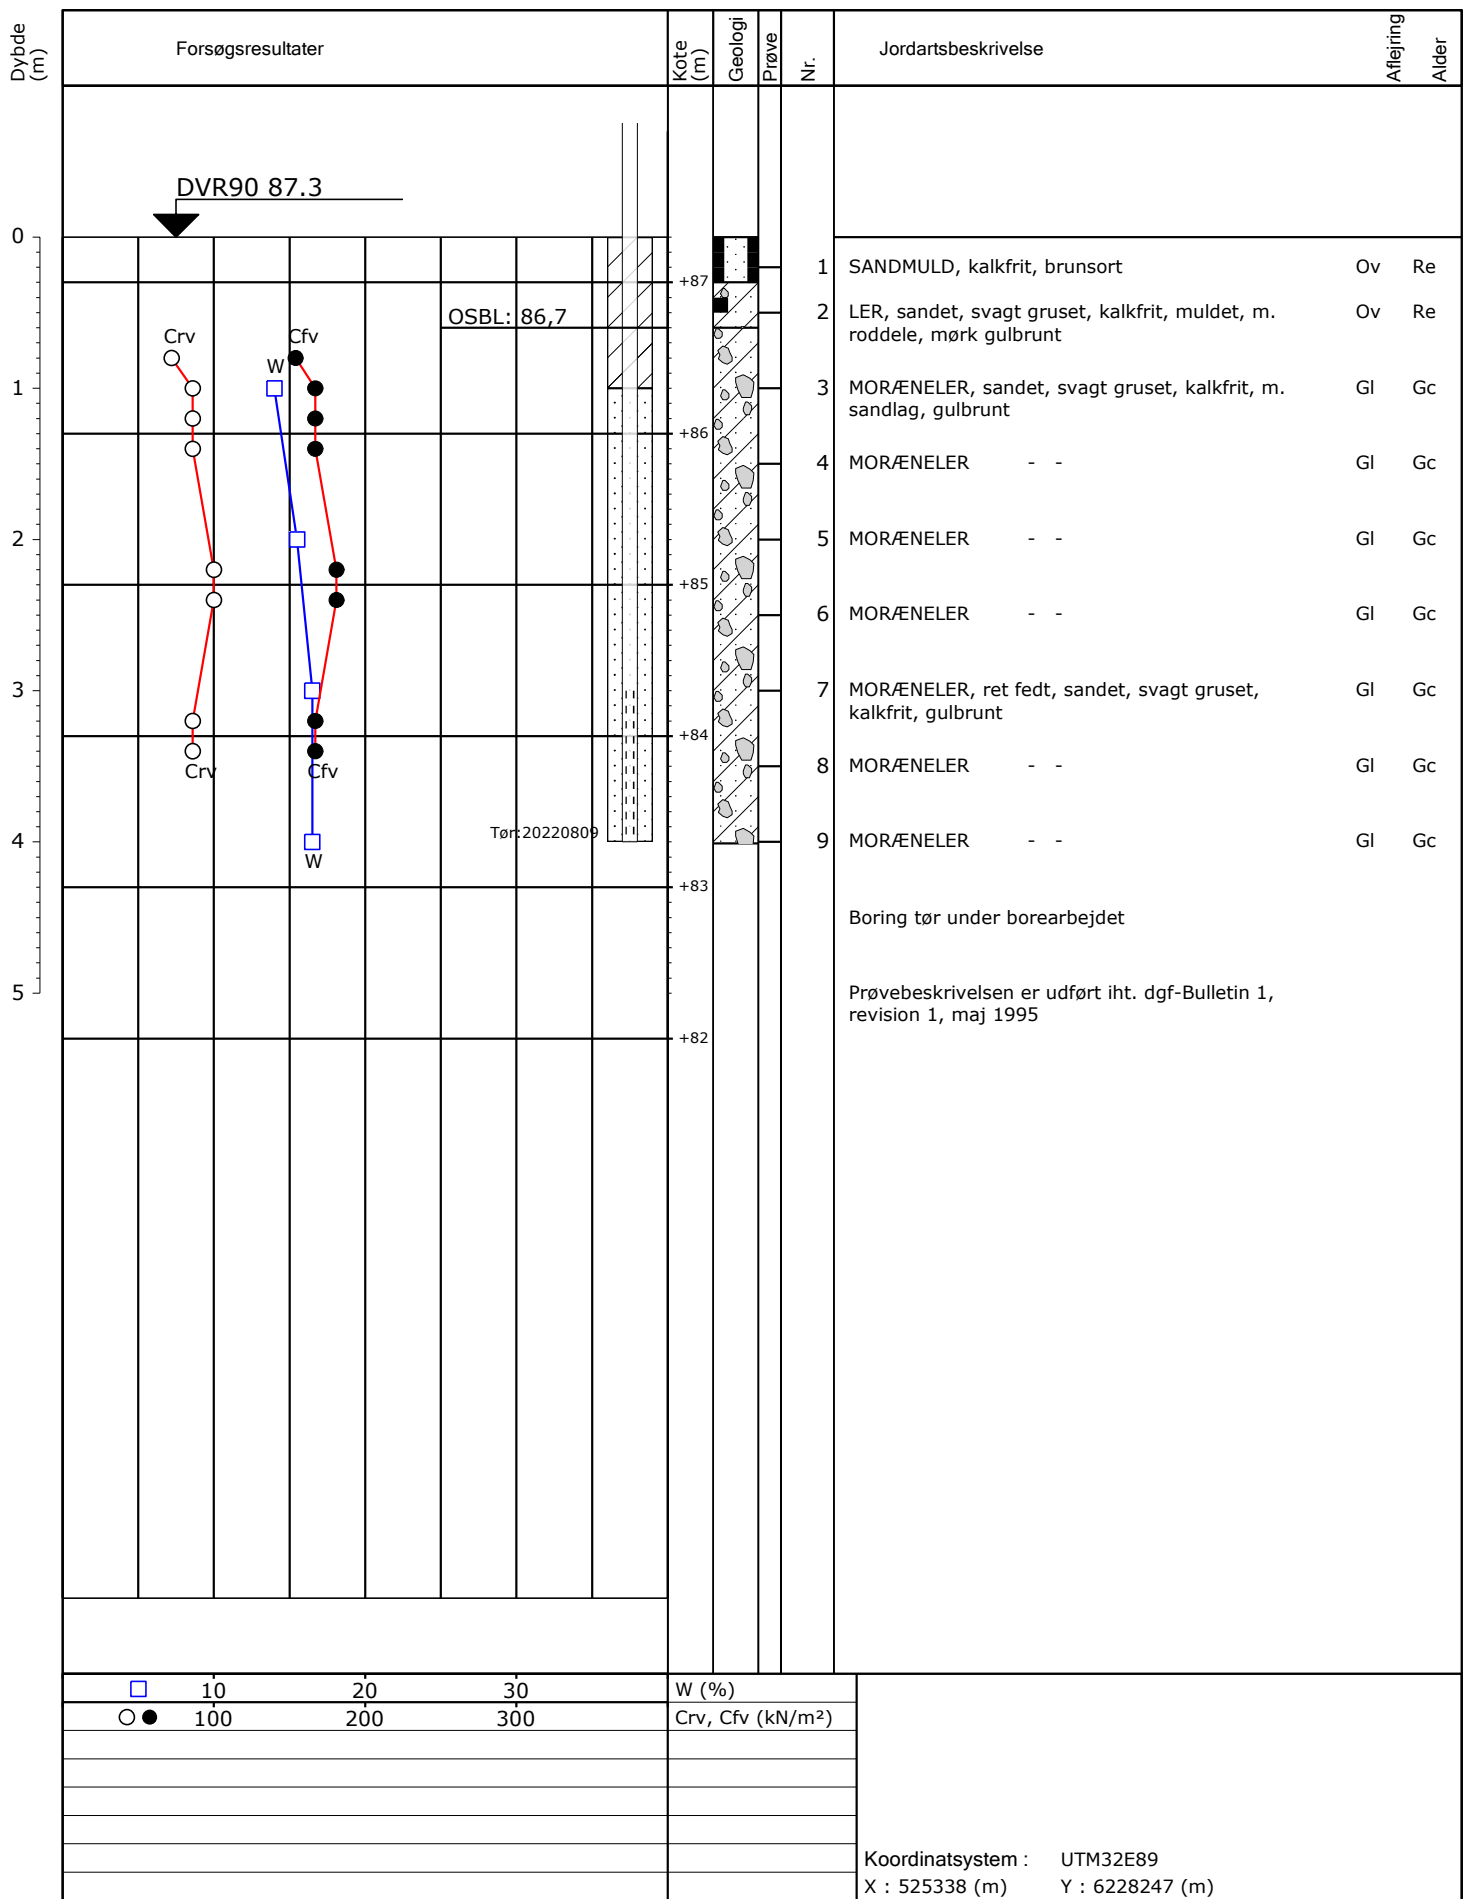 Dybde (m)
Forsøgsresultater
Kote (m)
Geologi
Prøve
Nr.
Jordartsbeskrivelse
Aflejring
Alder
DVR90 87.3
0
1 SANDMULD, kalkfrit, brunsort Ov Re
+87
OSBL: 86,7
2 LER, sandet, svagt gruset, kalkfrit, muldet, m. Ov Re
roddele, mørk gulbrunt
Crv Cfv
W
1
3 MORÆNELER, sandet, svagt gruset, kalkfrit, m. Gl Gc
sandlag, gulbrunt
+86
4 MORÆNELER - - Gl Gc
2
5 MORÆNELER - - Gl Gc
+85
6 MORÆNELER - - Gl Gc
3
7 MORÆNELER, ret fedt, sandet, svagt gruset, Gl Gc
kalkfrit, gulbrunt
+84
Crv Cfv
8 MORÆNELER - - Gl Gc
Tør:20220809
4
9 MORÆNELER - - Gl Gc
W
+83
Boring tør under borearbejdet
5
Prøvebeskrivelsen er udført iht. dgf-Bulletin 1,
revision 1, maj 1995
+82
10 20 30 W (%)
100 200 300 Crv, Cfv (kN/m²)
Koordinatsystem : UTM32E89
X : 525338 (m) Y : 6228247 (m)